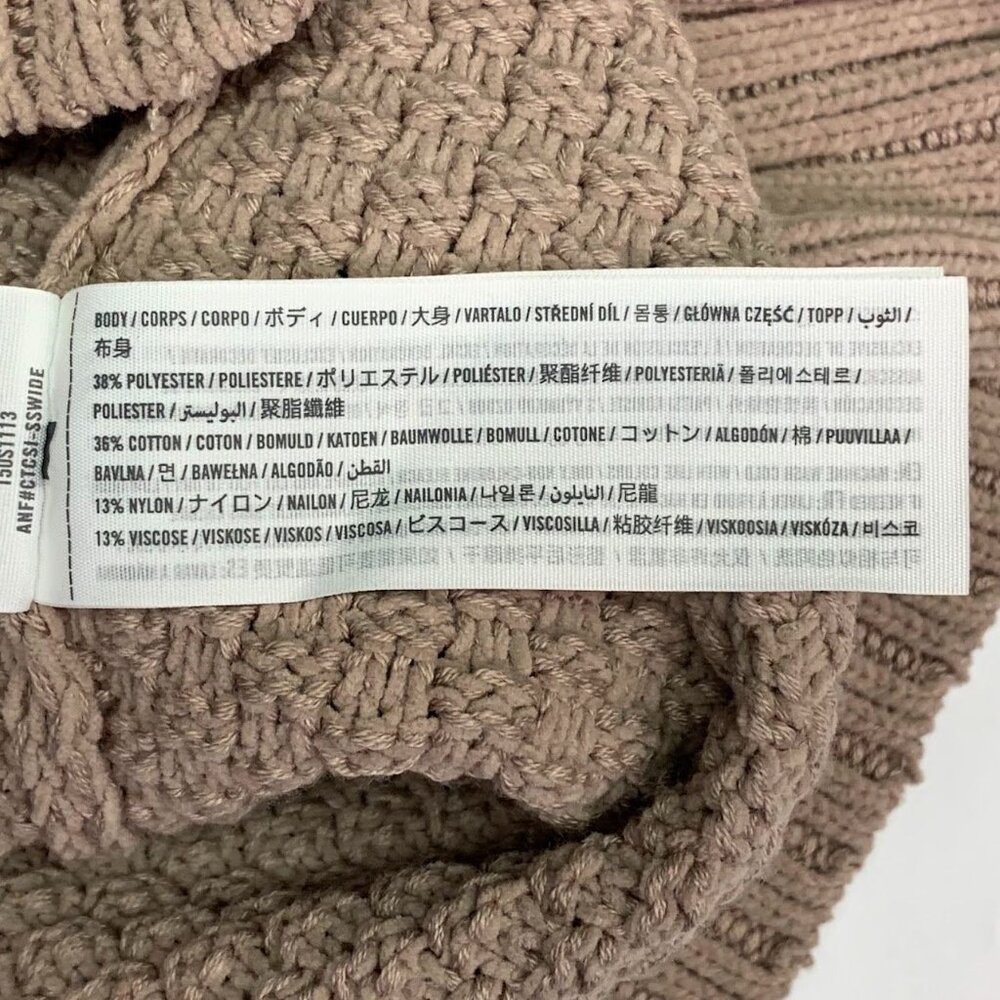 BODY / CORPS / CORPO / ボディ / CUERPO / 大身 / VARTALO / STŘEDNÍ DÍL / 몸통 / GŁÓWNA CZĘŚĆ / TOPP / الثوب /
布身
38% POLYESTER / POLIESTERE / ポリエステル / POLIÉSTER / 聚酯纤维 / POLYESTERIÄ / 폴리에스테로 /
POLIESTER / البوليستر / 聚脂纖維
36% COTTON / COTON / BOMULD / KATOEN / BAUMWOLLE / BOMULL / COTONE / コットン / ALGODÓN / 棉 / PUUVILLAA /
BAVLNA / 면 / BAWEŁNA / ALGODÃO / القطن
13% NYLON / ナイロン / NAILON / 尼龙 / NAILONIA / 나일론 / النايلون / 尼龍
13% VISCOSE / VISKOSE / VISKOS / VISCOSA / ビスコース / VISCOSILLA / 粘胶纤维 / VISKOOSIA / VISKÓZA / 비스코
ANF#CTCSJ-SSWIDE